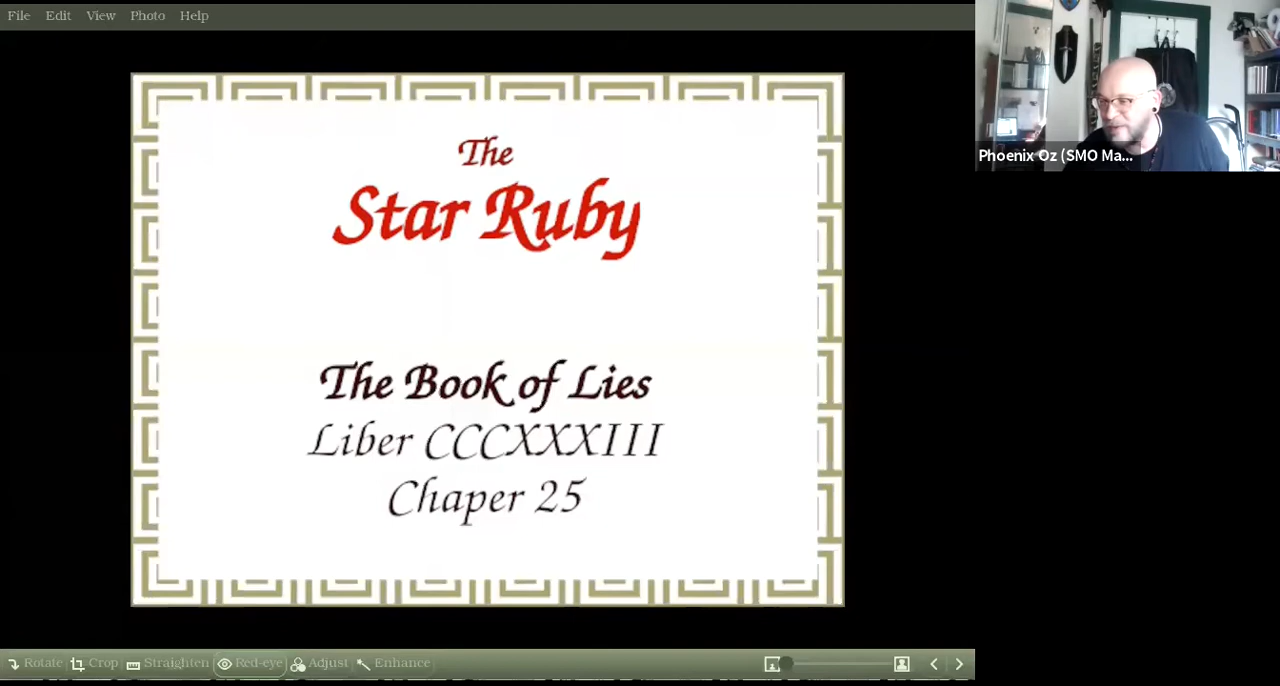 File Edit View Photo Help
The
Star Ruby
The Book of Lies
Liber CCCXXXIII
Chaper 25
Phoenix Oz (SMO Ma...
Rotate Crop Straighten Red-eye Adjust Enhance